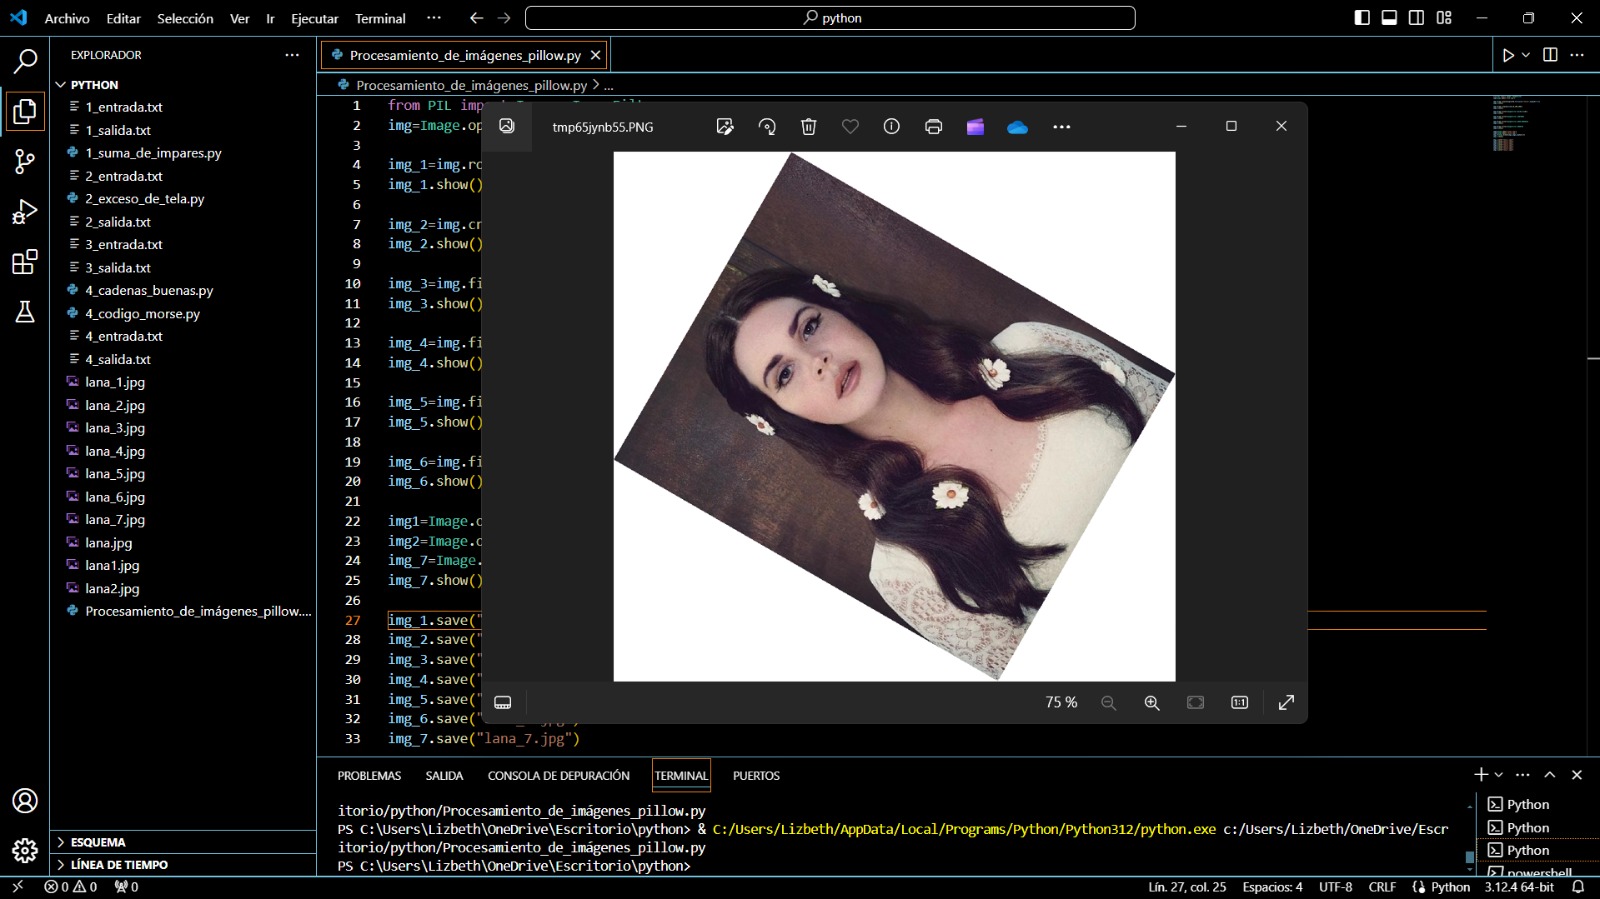 Archivo Editar Selección Ver Ir Ejecutar Terminal ··· python
EXPLORADOR ···
PYTHON
1_entrada.txt
1_salida.txt
1_suma_de_impares.py
2_entrada.txt
2_exceso_de_tela.py
2_salida.txt
3_entrada.txt
3_salida.txt
4_cadenas_buenas.py
4_codigo_morse.py
4_entrada.txt
4_salida.txt
lana_1.jpg
lana_2.jpg
lana_3.jpg
lana_4.jpg
lana_5.jpg
lana_6.jpg
lana_7.jpg
lana.jpg
lana1.jpg
lana2.jpg
Procesamiento_de_imágenes_pillow....
ESQUEMA
LÍNEA DE TIEMPO
Procesamiento_de_imágenes_pillow.py
Procesamiento_de_imágenes_pillow.py > ...
1 from PIL
2 img=Image.op
3
4 img_1=img.ro
5 img_1.show()
6
7 img_2=img.cr
8 img_2.show()
9
10 img_3=img.fi
11 img_3.show()
12
13 img_4=img.fi
14 img_4.show()
15
16 img_5=img.fi
17 img_5.show()
18
19 img_6=img.fi
20 img_6.show()
21
22 img1=Image.o
23 img2=Image.o
24 img_7=Image.
25 img_7.show()
26
27 img_1.save("
28 img_2.save("
29 img_3.save("
30 img_4.save("
31 img_5.save("
32 img_6.save("
33 img_7.save("lana_7.jpg")
tmp65jynb55.PNG
75 %
1:1
PROBLEMAS SALIDA CONSOLA DE DEPURACIÓN TERMINAL PUERTOS
itorio/python/Procesamiento_de_imágenes_pillow.py
PS C:\Users\Lizbeth\OneDrive\Escritorio\python> & C:/Users/Lizbeth/AppData/Local/Programs/Python/Python312/python.exe c:/Users/Lizbeth/OneDrive/Escr
itorio/python/Procesamiento_de_imágenes_pillow.py
PS C:\Users\Lizbeth\OneDrive\Escritorio\python>
Python
Python
Python
powershell
0 0 0 Lín. 27, col. 25 Espacios: 4 UTF-8 CRLF Python 3.12.4 64-bit